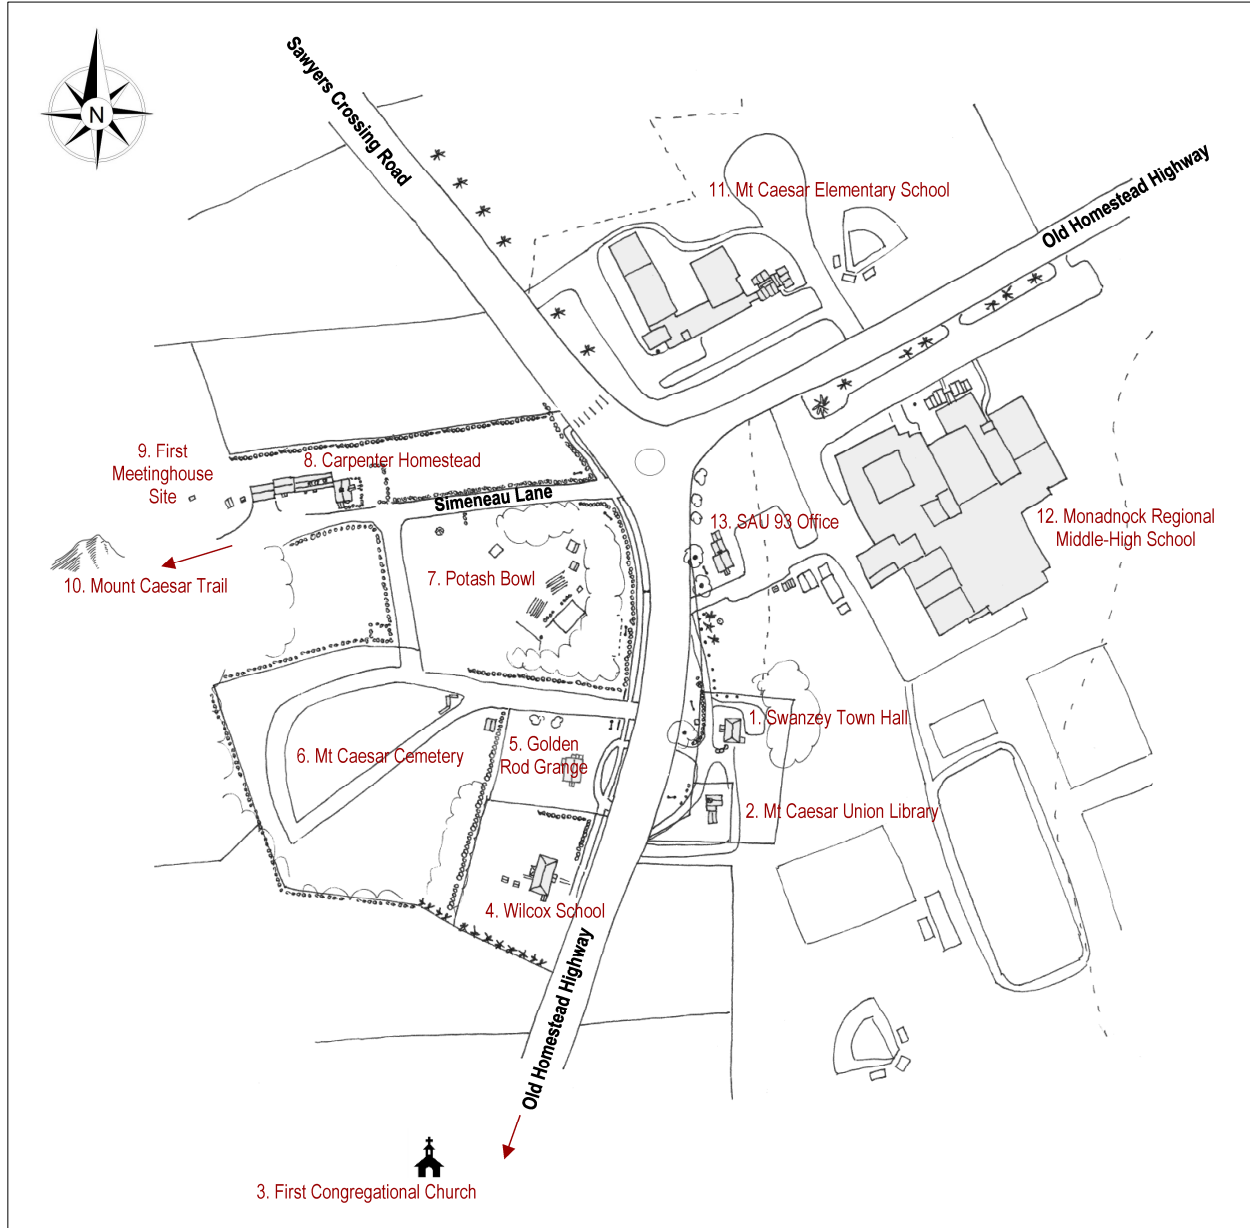 N
Sawyers Crossing Road
11. Mt Caesar Elementary School
Old Homestead Highway
9. First
Meetinghouse
Site
8. Carpenter Homestead
Simeneau Lane
13. SAU 93 Office
12. Monadnock Regional
Middle-High School
10. Mount Caesar Trail
7. Potash Bowl
1. Swanzey Town Hall
5. Golden
Rod Grange
6. Mt Caesar Cemetery
2. Mt Caesar Union Library
4. Wilcox School
Old Homestead Highway
3. First Congregational Church